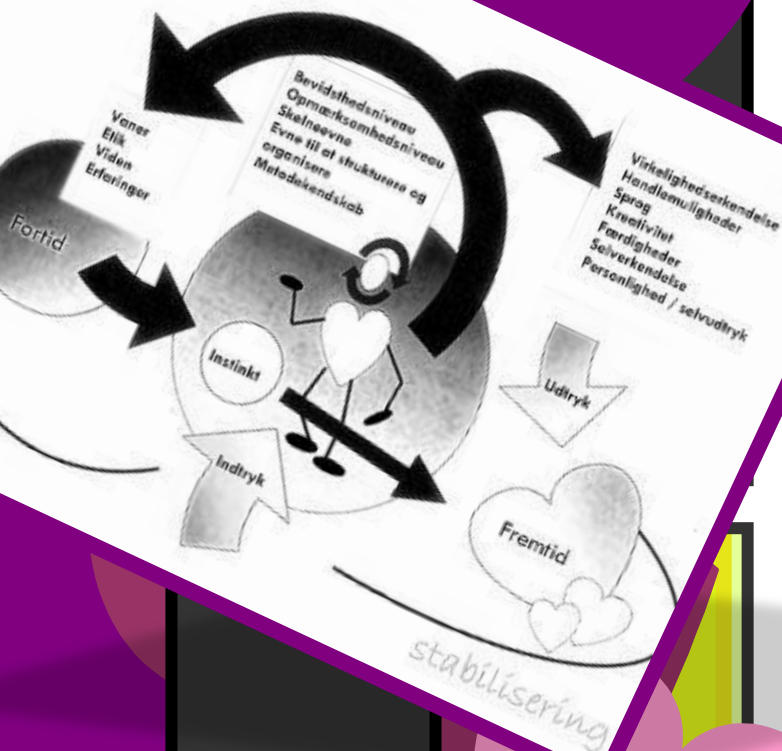 Vaner
Etik
Viden
Erfaringer
Fortid
Bevidsthedsniveau
Opmærksomhedsniveau
Skelneevne
Evne til at strukturere og
organisere
Metodekendskab
Virkelighedserkendelse
Handlemuligheder
Sprog
Kreativitet
Færdigheder
Selverkendelse
Personlighed / selvudtryk
Instinkt
Indtryk
Udtryk
Fremtid
stabilisering